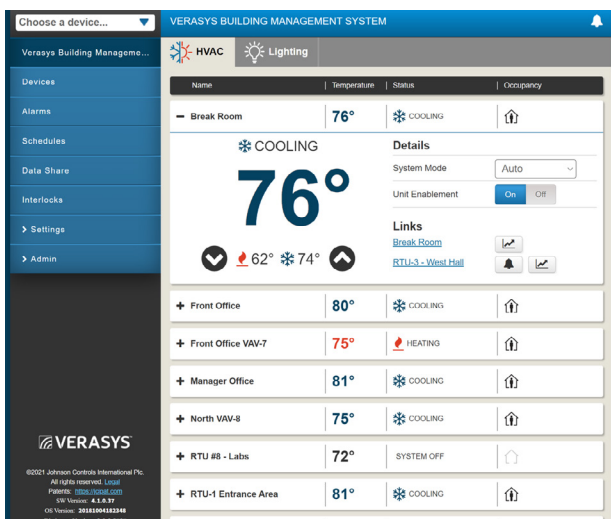 Choose a device...
VERASYS BUILDING MANAGEMENT SYSTEM
Verasys Building Manageme...
Devices
Alarms
Schedules
Data Share
Interlocks
Settings
Admin
HVAC
Lighting
Name Temperature Status Occupancy
Break Room 76° COOLING
COOLING
76°
62° 74°
Details
System Mode Auto
Unit Enablement On Off
Links
Break Room
RTU-3 - West Hall
Front Office 80° COOLING
Front Office VAV-7 75° HEATING
Manager Office 81° COOLING
North VAV-8 75° COOLING
RTU #8 - Labs 72° SYSTEM OFF
RTU-1 Entrance Area 81° COOLING
VERASYS
©2021 Johnson Controls International Plc.
All rights reserved. Legal
Patents: https://jcipat.com
SW Version: 4.1.0.37
OS Version: 20181004182348